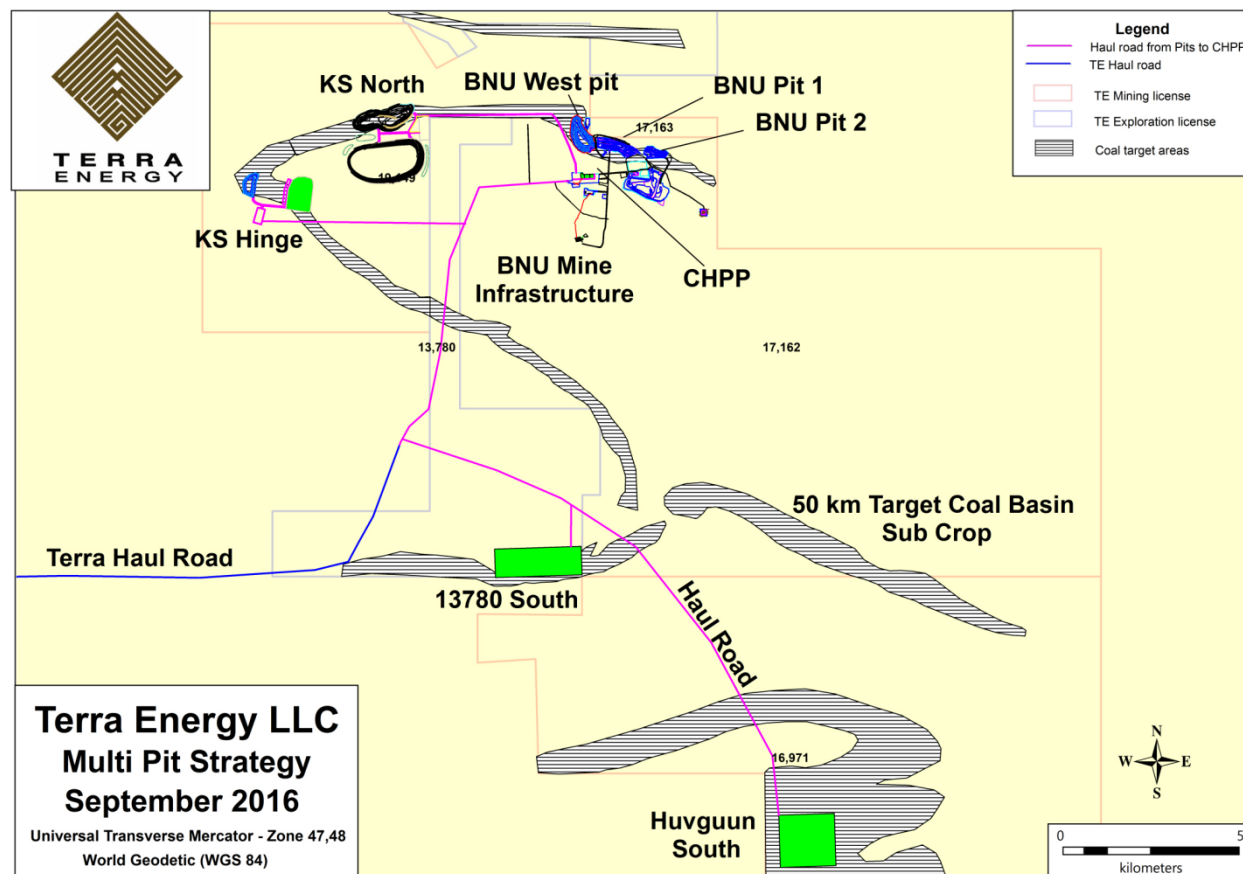 TERRA
ENERGY
Legend
Haul road from Pits to CHPP
TE Haul road
TE Mining license
TE Exploration license
Coal target areas
KS North
BNU West pit
BNU Pit 1
17,163
BNU Pit 2
KS Hinge
BNU Mine
Infrastructure
CHPP
13,780
17,162
50 km Target Coal Basin
Sub Crop
Terra Haul Road
13780 South
Haul Road
16,971
Huvguun
South
Terra Energy LLC
Multi Pit Strategy
September 2016
Universal Transverse Mercator - Zone 47,48
World Geodetic (WGS 84)
N
W
E
S
0
5
kilometers